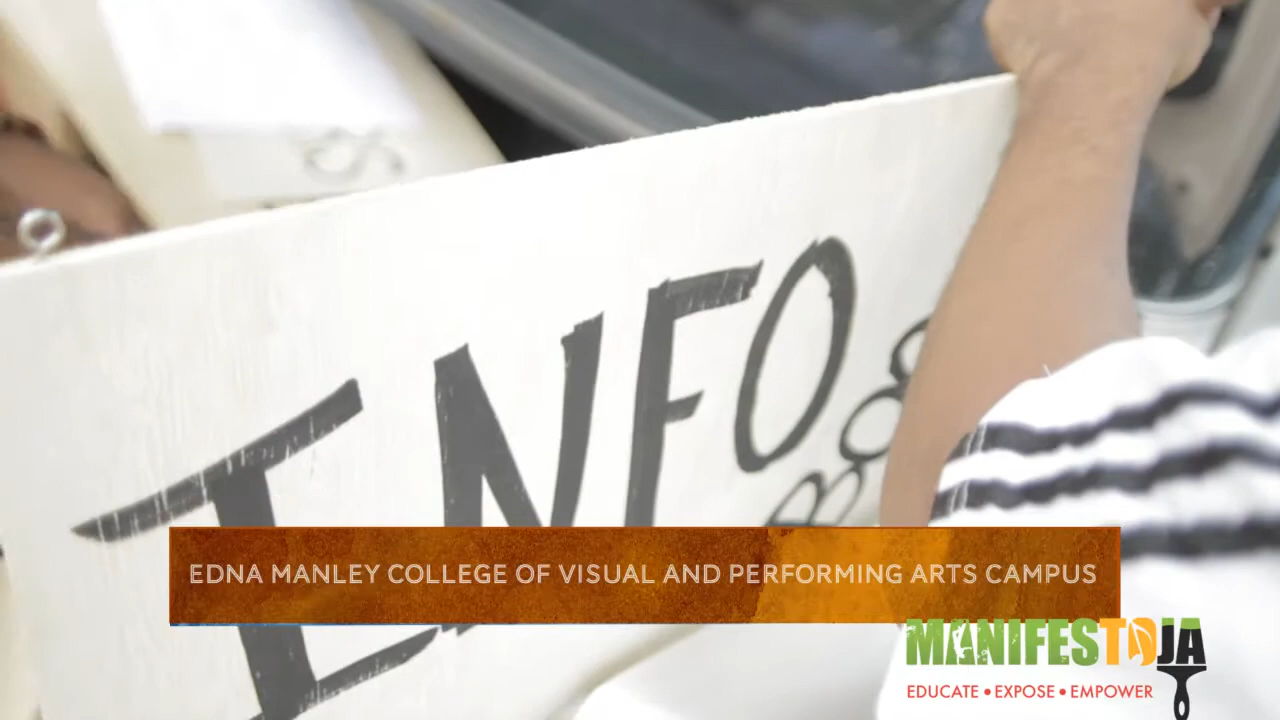 INFO
EDNA MANLEY COLLEGE OF VISUAL AND PERFORMING ARTS CAMPUS
MANIFESTOJA
EDUCATE • EXPOSE • EMPOWER